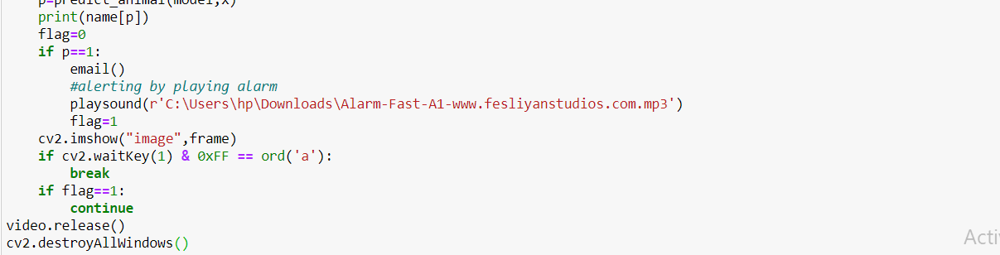 p=predict_animal(model,x)
    print(name[p])
    flag=0
    if p==1:
        email()
        #alerting by playing alarm
        playsound(r'C:\Users\hp\Downloads\Alarm-Fast-A1-www.fesliyanstudios.com.mp3')
        flag=1
    cv2.imshow("image",frame)
    if cv2.waitKey(1) & 0xFF == ord('a'):
        break
    if flag==1:
        continue
video.release()
cv2.destroyAllWindows()
Acti